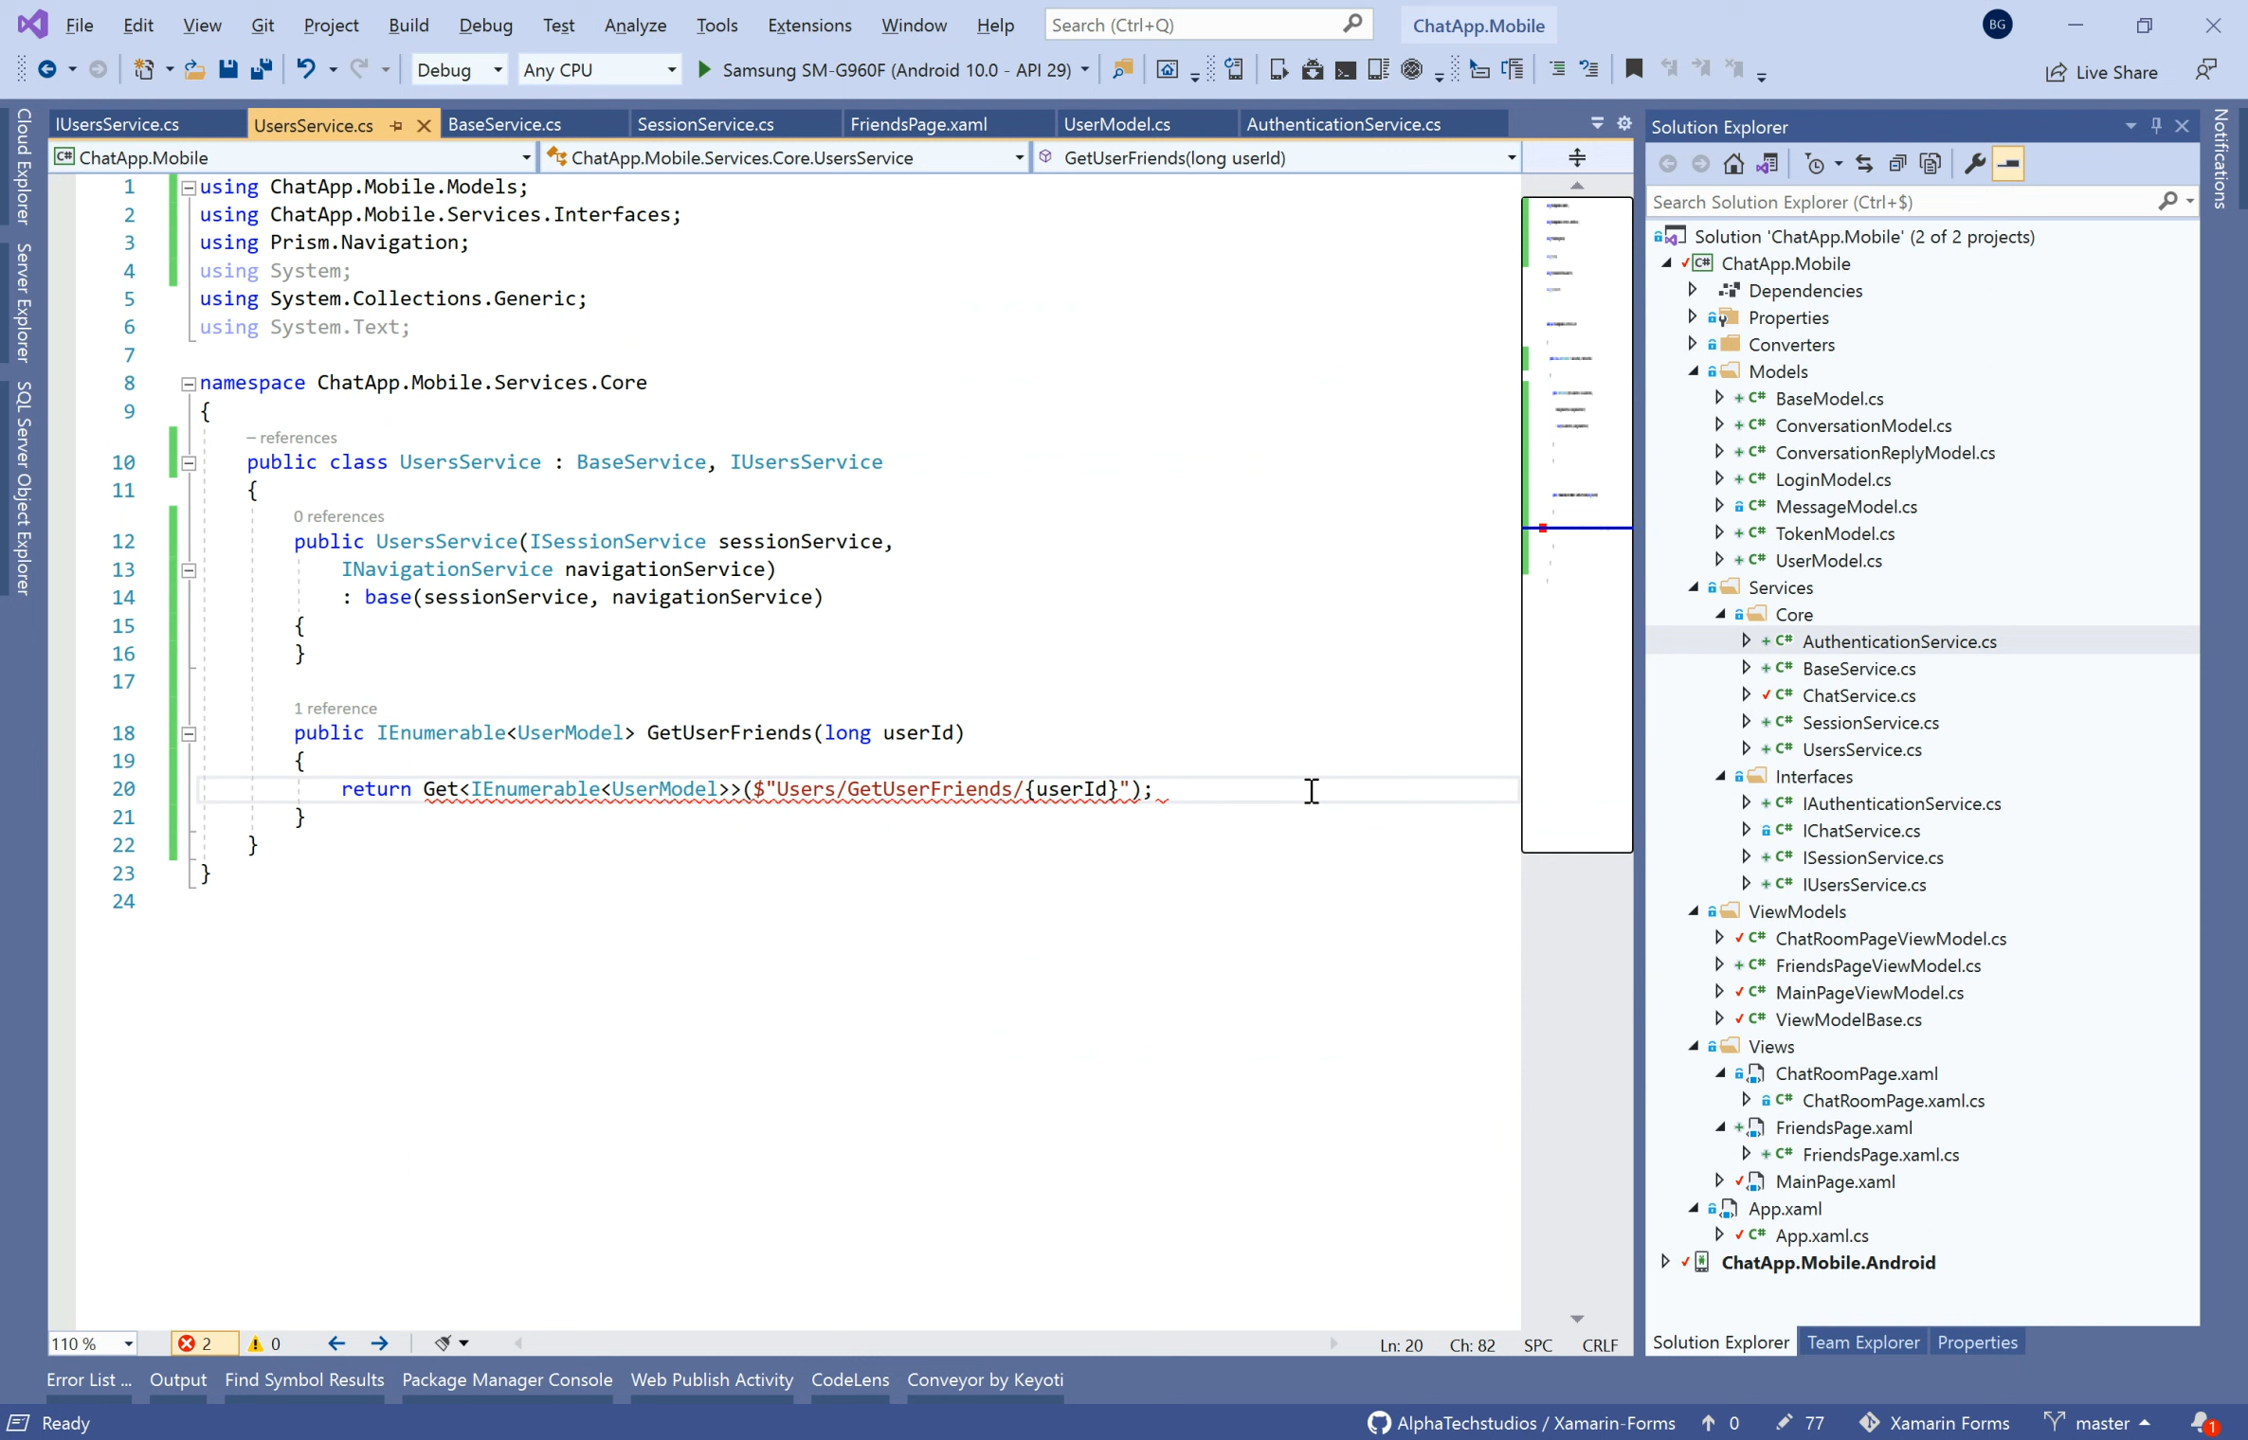 File Edit View Git Project Build Debug Test Analyze Tools Extensions Window Help Search (Ctrl+Q) ChatApp.Mobile BG
Debug Any CPU Samsung SM-G960F (Android 10.0 - API 29) Live Share
IUsersService.cs UsersService.cs BaseService.cs SessionService.cs FriendsPage.xaml UserModel.cs AuthenticationService.cs
ChatApp.Mobile ChatApp.Mobile.Services.Core.UsersService GetUserFriends(long userId)
Cloud Explorer
Server Explorer
SQL Server Object Explorer
1 using ChatApp.Mobile.Models;
2 using ChatApp.Mobile.Services.Interfaces;
3 using Prism.Navigation;
4 using System;
5 using System.Collections.Generic;
6 using System.Text;
7
8 namespace ChatApp.Mobile.Services.Core
9 {
– references
10 public class UsersService : BaseService, IUsersService
11 {
0 references
12 public UsersService(ISessionService sessionService,
13 INavigationService navigationService)
14 : base(sessionService, navigationService)
15 {
16 }
17
1 reference
18 public IEnumerable<UserModel> GetUserFriends(long userId)
19 {
20 return Get<IEnumerable<UserModel>>($"Users/GetUserFriends/{userId}");
21 }
22 }
23 }
24
110 % 2 0 Ln: 20 Ch: 82 SPC CRLF
Solution Explorer
Search Solution Explorer (Ctrl+$)
Solution 'ChatApp.Mobile' (2 of 2 projects)
C# ChatApp.Mobile
Dependencies
Properties
Converters
Models
C# BaseModel.cs
C# ConversationModel.cs
C# ConversationReplyModel.cs
C# LoginModel.cs
C# MessageModel.cs
C# TokenModel.cs
C# UserModel.cs
Services
Core
C# AuthenticationService.cs
C# BaseService.cs
C# ChatService.cs
C# SessionService.cs
C# UsersService.cs
Interfaces
C# IAuthenticationService.cs
C# IChatService.cs
C# ISessionService.cs
C# IUsersService.cs
ViewModels
C# ChatRoomPageViewModel.cs
C# FriendsPageViewModel.cs
C# MainPageViewModel.cs
C# ViewModelBase.cs
Views
ChatRoomPage.xaml
C# ChatRoomPage.xaml.cs
FriendsPage.xaml
C# FriendsPage.xaml.cs
MainPage.xaml
App.xaml
C# App.xaml.cs
ChatApp.Mobile.Android
Solution Explorer Team Explorer Properties
Notifications
Error List ... Output Find Symbol Results Package Manager Console Web Publish Activity CodeLens Conveyor by Keyoti
Ready AlphaTechstudios / Xamarin-Forms 0 77 Xamarin Forms master 1